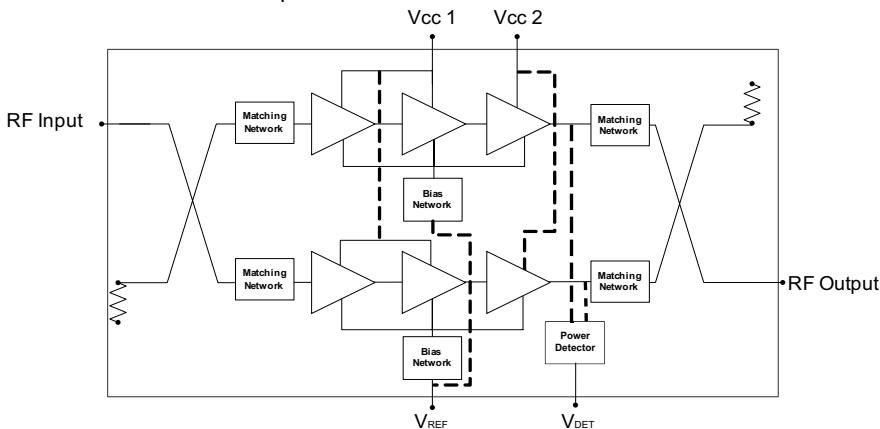 Vcc 1
Vcc 2
RF Input
Matching
Network
Matching
Network
Bias
Network
Matching
Network
Matching
Network
RF Output
Bias
Network
Power
Detector
VREF
VDET